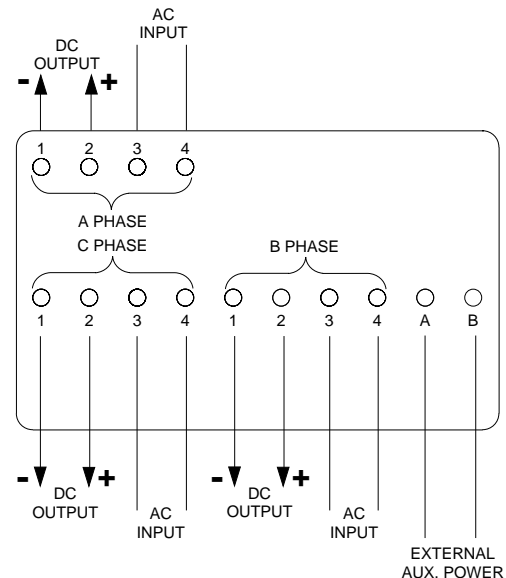 AC
INPUT
DC
OUTPUT
- +
1 2 3 4
A PHASE
C PHASE
B PHASE
1 2 3 4 1 2 3 4 A B
- + - +
DC
OUTPUT
AC
INPUT
DC
OUTPUT
AC
INPUT
EXTERNAL
AUX. POWER